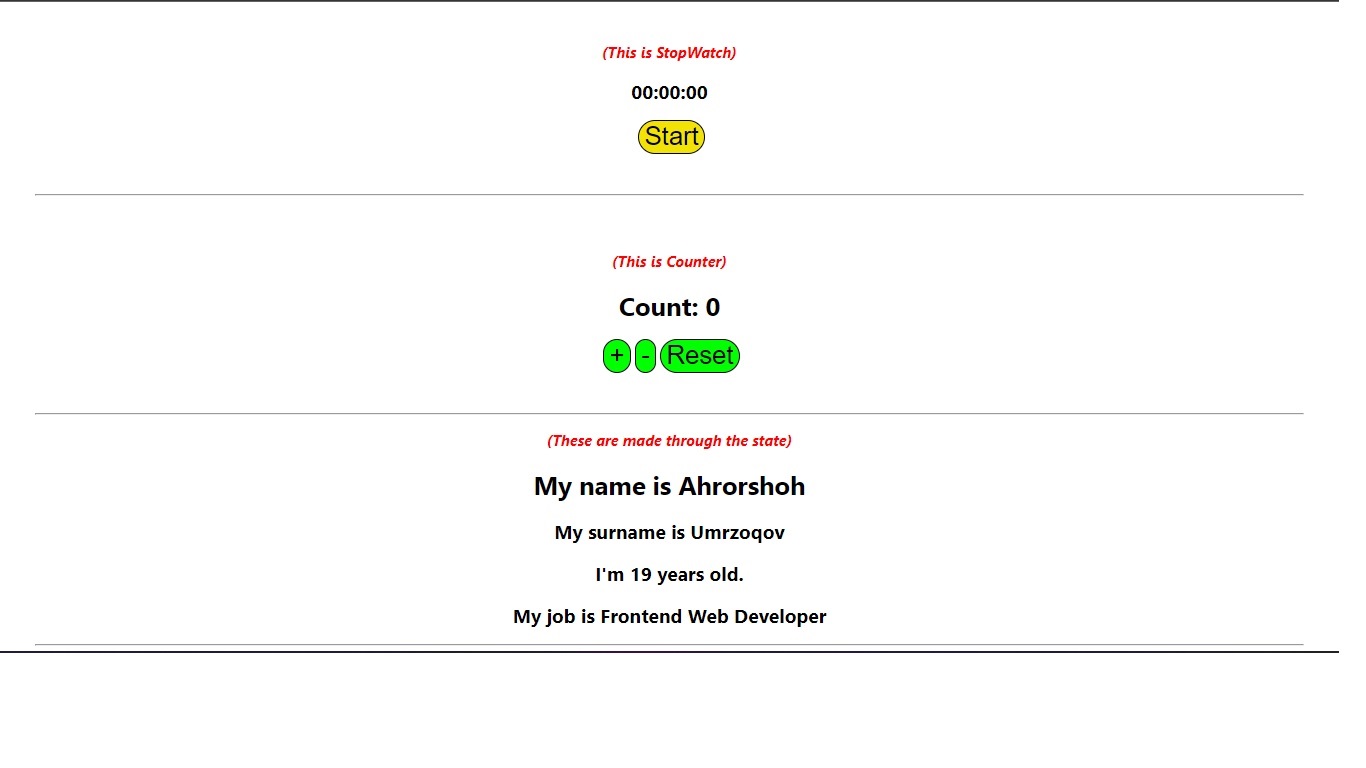 (This is StopWatch)
00:00:00
Start
(This is Counter)
Count: 0
+ - Reset
(These are made through the state)
My name is Ahrorshoh
My surname is Umrzoqov
I'm 19 years old.
My job is Frontend Web Developer